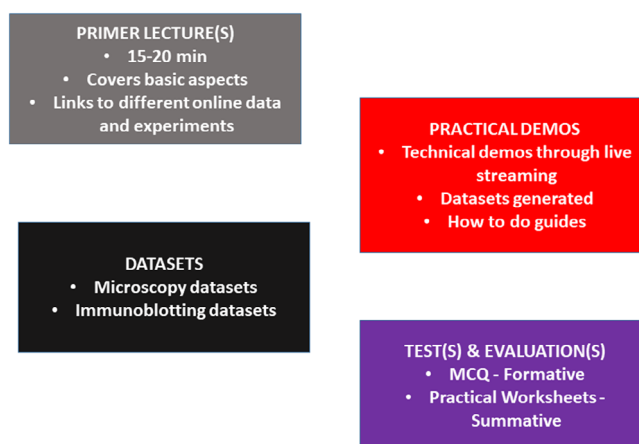 PRIMER LECTURE(S)
• 15-20 min
• Covers basic aspects
• Links to different online data
and experiments
PRACTICAL DEMOS
• Technical demos through live
streaming
• Datasets generated
• How to do guides
DATASETS
• Microscopy datasets
• Immunoblotting datasets
TEST(S) & EVALUATION(S)
• MCQ - Formative
• Practical Worksheets -
Summative